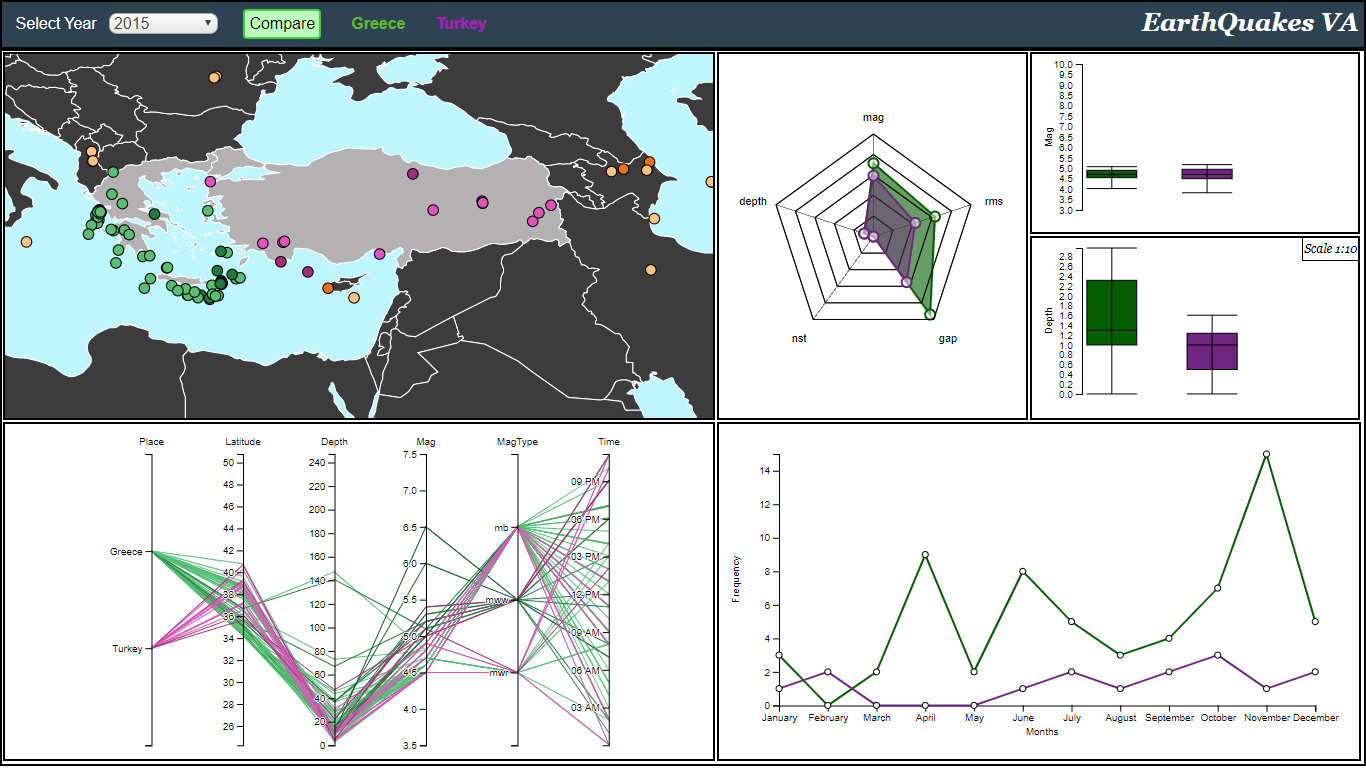 Select Year 2015 ▼ Compare Greece Turkey EarthQuakes VA
mag
rms
gap
nst
depth
10.0
9.5
9.0
8.5
8.0
7.5
7.0
6.5
6.0
5.5
5.0
4.5
4.0
3.5
3.0
Mag
Scale 1:10
2.8
2.6
2.4
2.2
2.0
1.8
1.6
1.4
1.2
1.0
0.8
0.6
0.4
0.2
0.0
Depth
Place Latitude Depth Mag MagType Time
Greece
Turkey
50
48
46
44
42
40
38
36
34
32
30
28
26
240
220
200
180
160
140
120
100
80
60
40
20
0
7.5
7.0
6.5
6.0
5.5
5.0
4.5
4.0
3.5
mb
mww
mwr
09 PM
06 PM
03 PM
12 PM
09 AM
06 AM
03 AM
14
12
10
8
6
4
2
0
Frequency
January February March April May June July August September October November December
Months